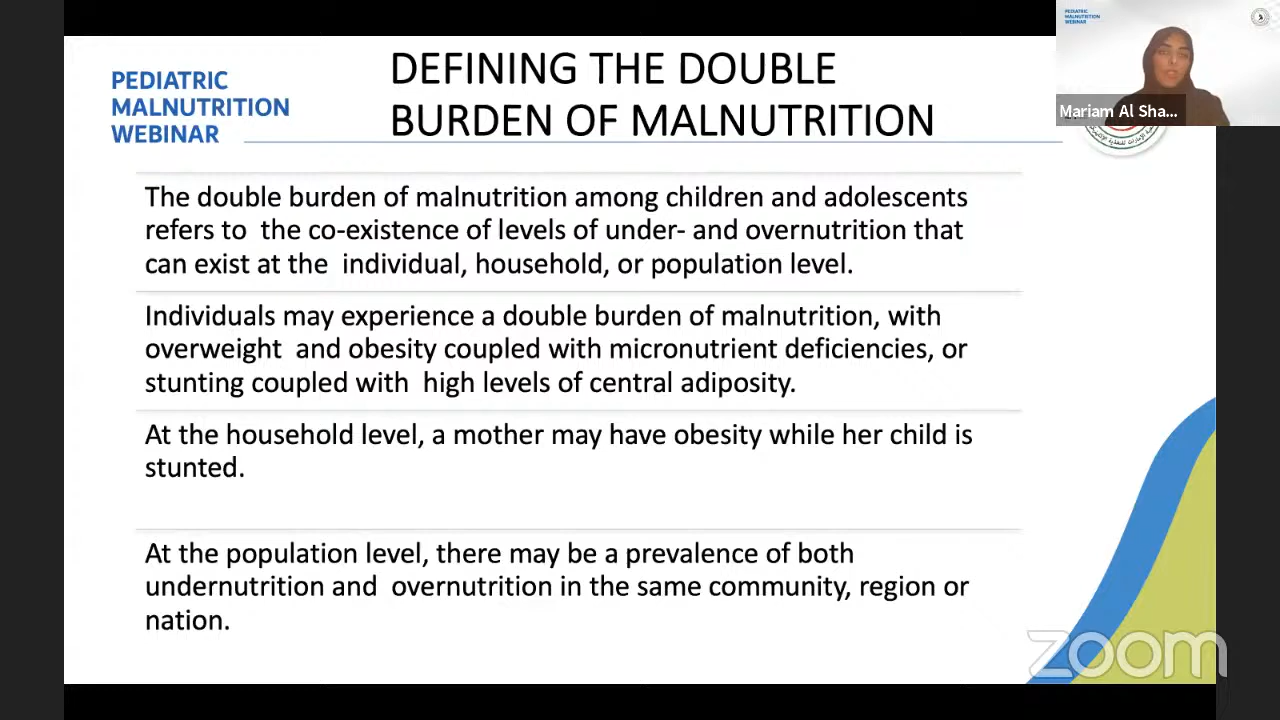 PEDIATRIC
MALNUTRITION
WEBINAR
DEFINING THE DOUBLE
BURDEN OF MALNUTRITION
PEDIATRIC
MALNUTRITION
WEBINAR
Mariam Al Sha...
The double burden of malnutrition among children and adolescents
refers to the co-existence of levels of under- and overnutrition that
can exist at the individual, household, or population level.
Individuals may experience a double burden of malnutrition, with
overweight and obesity coupled with micronutrient deficiencies, or
stunting coupled with high levels of central adiposity.
At the household level, a mother may have obesity while her child is
stunted.
At the population level, there may be a prevalence of both
undernutrition and overnutrition in the same community, region or
nation.
zoom